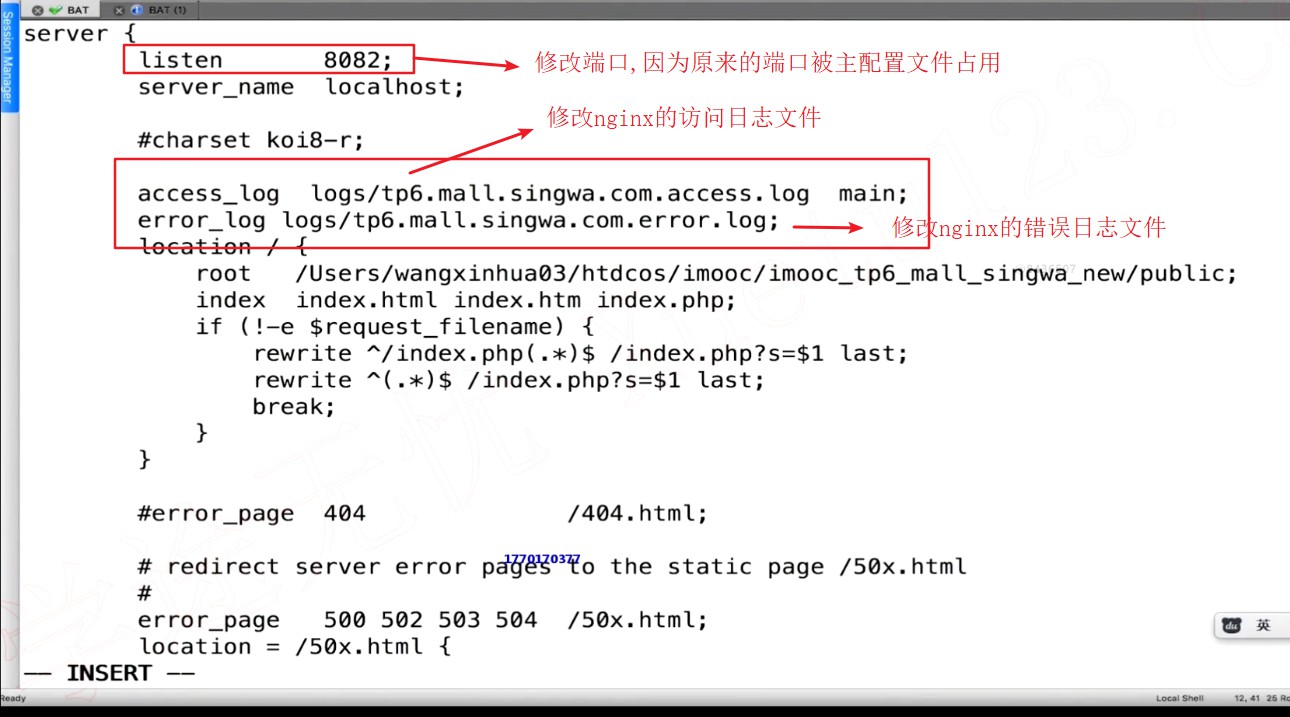 BAT
BAT (1)
Session Manager
server {
listen 8082;
修改端口,因为原来的端口被主配置文件占用
server_name localhost;
修改nginx的访问日志文件
#charset koi8-r;
access_log logs/tp6.mall.singwa.com.access.log main;
error_log logs/tp6.mall.singwa.com.error.log;
修改nginx的错误日志文件
location / {
root /Users/wangxinhua03/htdcos/imooc/imooc_tp6_mall_singwa_new/public;
index index.html index.htm index.php;
if (!-e $request_filename) {
rewrite ^/index.php(.*)$ /index.php?s=$1 last;
rewrite ^(.*)$ /index.php?s=$1 last;
break;
}
}
#error_page 404 /404.html;
1770170377
# redirect server error pages to the static page /50x.html
#
error_page 500 502 503 504 /50x.html;
location = /50x.html {
du 英
-- INSERT --
Ready
Local Shell
12, 41 25 Ro